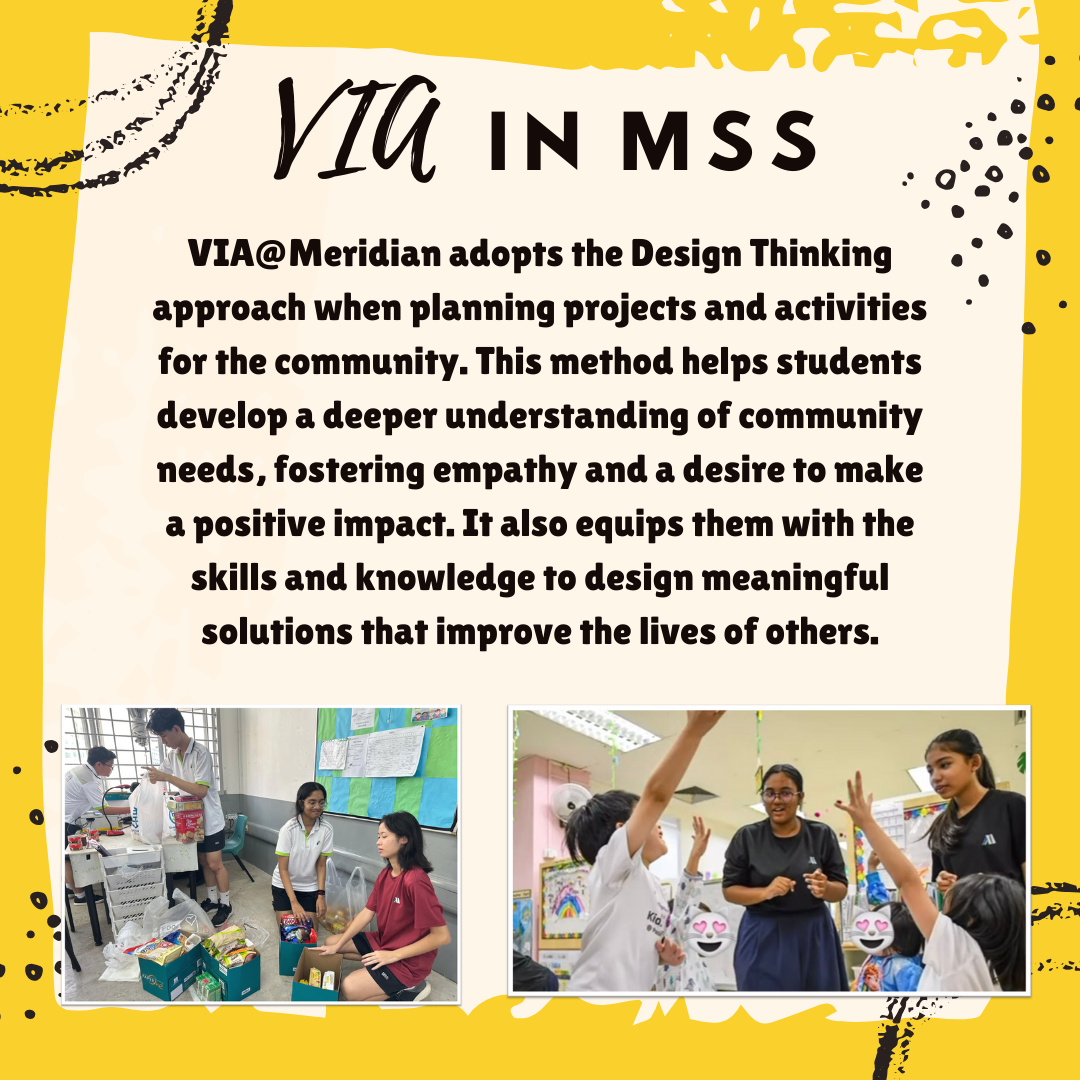 VIA IN MSS
VIA@Meridian adopts the Design Thinking
approach when planning projects and activities
for the community. This method helps students
develop a deeper understanding of community
needs, fostering empathy and a desire to make
a positive impact. It also equips them with the
skills and knowledge to design meaningful
solutions that improve the lives of others.
Kia.